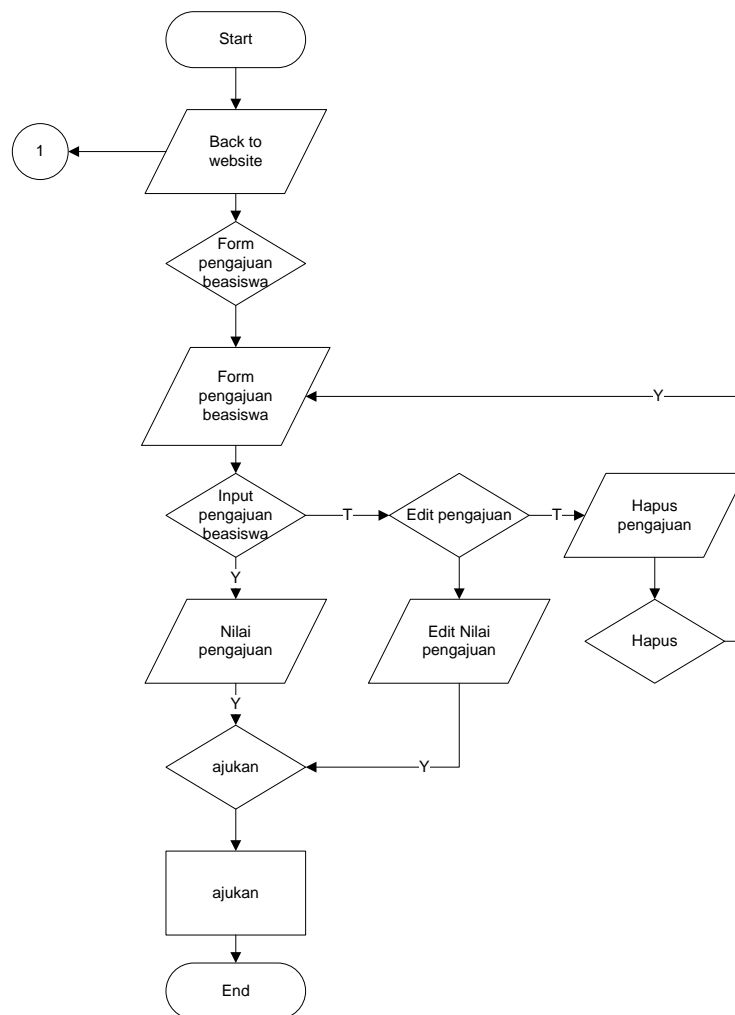 Start
Back to
website
1
Form
pengajuan
beasiswa
Form
pengajuan
beasiswa
Y
Input
pengajuan
beasiswa
T
Edit pengajuan
T
Hapus
pengajuan
Y
Nilai
pengajuan
Edit Nilai
pengajuan
Hapus
Y
ajukan
Y
ajukan
End